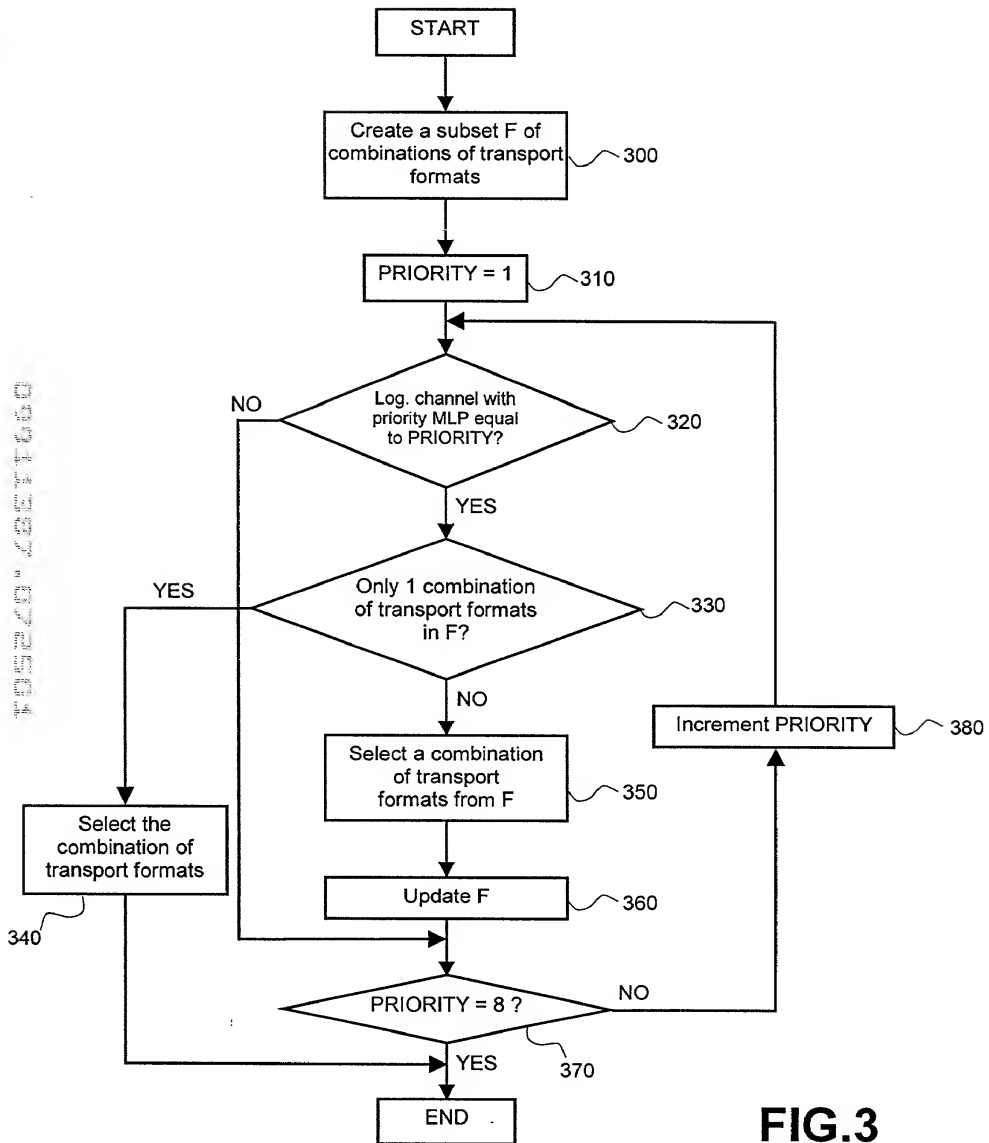 START
Create a subset F of
combinations of transport
formats
300
PRIORITY = 1
310
Log. channel with
priority MLP equal
to PRIORITY?
320
NO
YES
Only 1 combination
of transport formats
in F?
330
YES
NO
Select a combination
of transport
formats from F
350
Increment PRIORITY
380
Select the
combination of
transport formats
340
Update F
360
PRIORITY = 8 ?
370
NO
YES
END
FIG.3